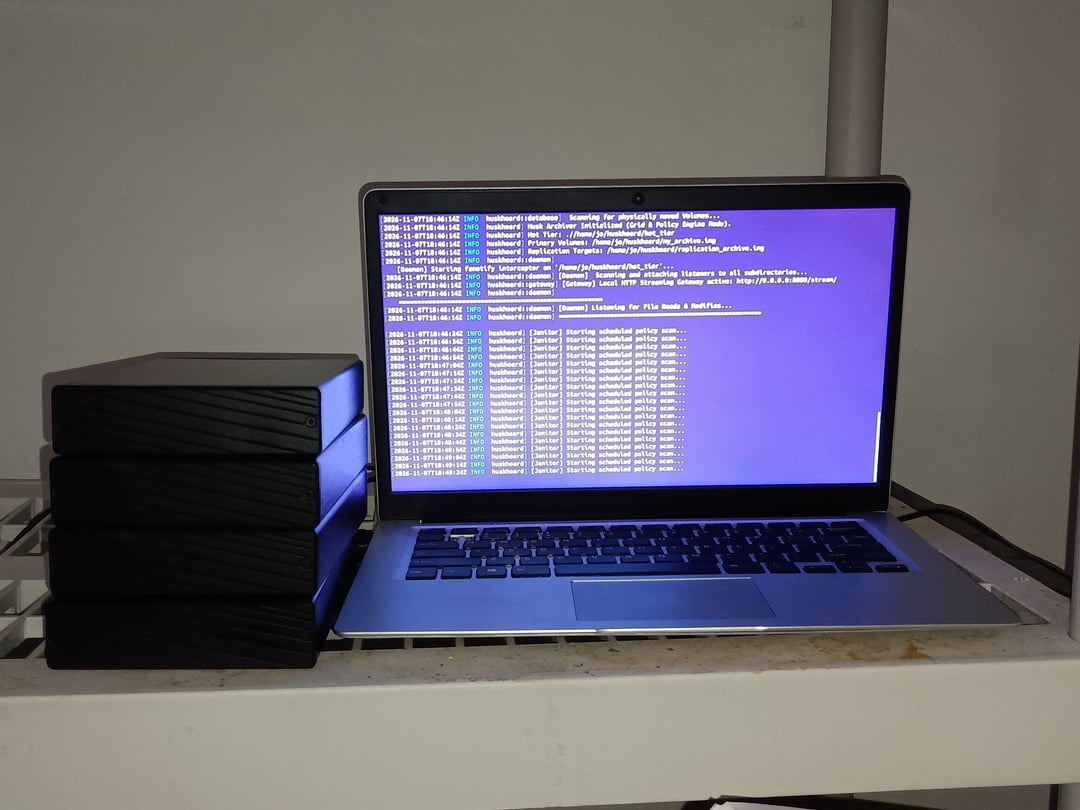 [2026-11-07T18:46:14Z INFO  huskhoard::database]  Scanning for physically moved Volumes...
[2026-11-07T18:46:14Z INFO  huskhoard] Husk Archiver Initialized (Grid & Policy Engine Mode).
[2026-11-07T18:46:14Z INFO  huskhoard] Hot Tier: .//home/jo/huskhoard/hot_tier
[2026-11-07T18:46:14Z INFO  huskhoard] Primary Volumes: /home/jo/huskhoard/my_archive.img
[2026-11-07T18:46:14Z INFO  huskhoard] Replication Targets: /home/jo/huskhoard/replication_archive.img
[2026-11-07T18:46:14Z INFO  huskhoard::daemon]
[Daemon] Starting Fanotify interceptor on '/home/jo/huskhoard/hot_tier'...
[2026-11-07T18:46:14Z INFO  huskhoard::daemon] [Daemon]  Scanning and attaching listeners to all subdirectories...
[2026-11-07T18:46:14Z INFO  huskhoard::gateway] [Gateway] Local HTTP Streaming Gateway active: http://0.0.0.0:8080/stream/
[2026-11-07T18:46:14Z INFO  huskhoard::daemon]
[2026-11-07T18:46:14Z INFO  huskhoard::daemon] [Daemon] Listening for File Reads & Modifies...
[2026-11-07T18:46:14Z INFO  huskhoard::daemon]
[2026-11-07T18:46:24Z INFO  huskhoard] [Janitor] Starting scheduled policy scan...
[2026-11-07T18:46:34Z INFO  huskhoard] [Janitor] Starting scheduled policy scan...
[2026-11-07T18:46:44Z INFO  huskhoard] [Janitor] Starting scheduled policy scan...
[2026-11-07T18:46:54Z INFO  huskhoard] [Janitor] Starting scheduled policy scan...
[2026-11-07T18:47:04Z INFO  huskhoard] [Janitor] Starting scheduled policy scan...
[2026-11-07T18:47:14Z INFO  huskhoard] [Janitor] Starting scheduled policy scan...
[2026-11-07T18:47:24Z INFO  huskhoard] [Janitor] Starting scheduled policy scan...
[2026-11-07T18:47:34Z INFO  huskhoard] [Janitor] Starting scheduled policy scan...
[2026-11-07T18:47:44Z INFO  huskhoard] [Janitor] Starting scheduled policy scan...
[2026-11-07T18:47:54Z INFO  huskhoard] [Janitor] Starting scheduled policy scan...
[2026-11-07T18:48:04Z INFO  huskhoard] [Janitor] Starting scheduled policy scan...
[2026-11-07T18:48:14Z INFO  huskhoard] [Janitor] Starting scheduled policy scan...
[2026-11-07T18:48:24Z INFO  huskhoard] [Janitor] Starting scheduled policy scan...
[2026-11-07T18:48:34Z INFO  huskhoard] [Janitor] Starting scheduled policy scan...
[2026-11-07T18:48:44Z INFO  huskhoard] [Janitor] Starting scheduled policy scan...
[2026-11-07T18:48:54Z INFO  huskhoard] [Janitor] Starting scheduled policy scan...
[2026-11-07T18:49:04Z INFO  huskhoard] [Janitor] Starting scheduled policy scan...
[2026-11-07T18:49:14Z INFO  huskhoard] [Janitor] Starting scheduled policy scan...
[2026-11-07T18:49:24Z INFO  huskhoard] [Janitor] Starting scheduled policy scan...